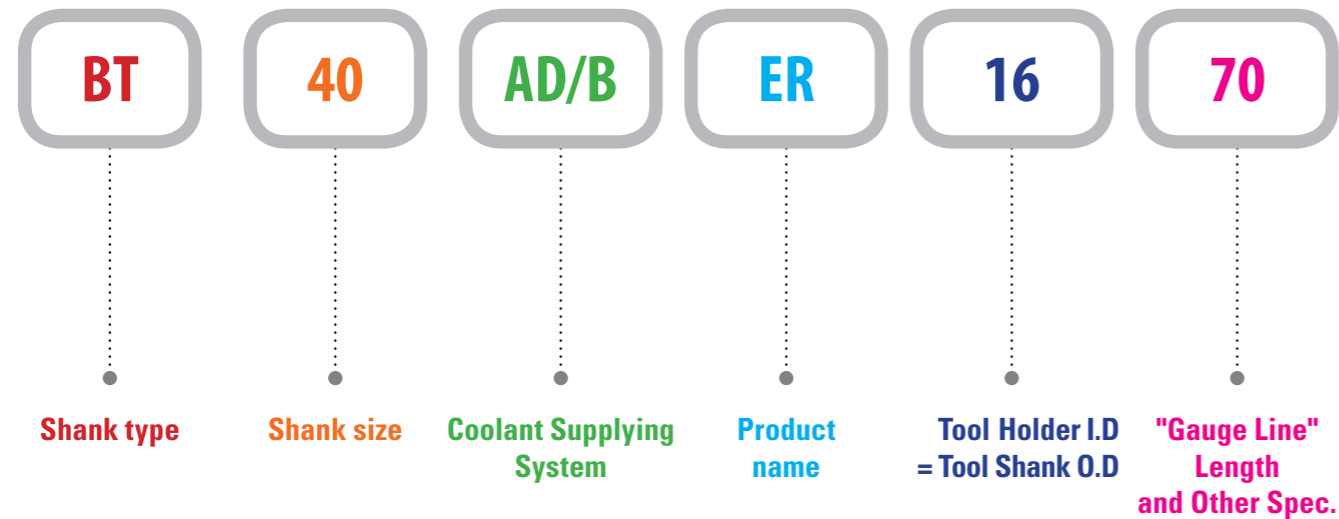 BT
40
AD/B
ER
16
70
Shank type
Shank size
Coolant Supplying
System
Product
name
Tool Holder I.D
= Tool Shank O.D
"Gauge Line"
Length
and Other Spec.